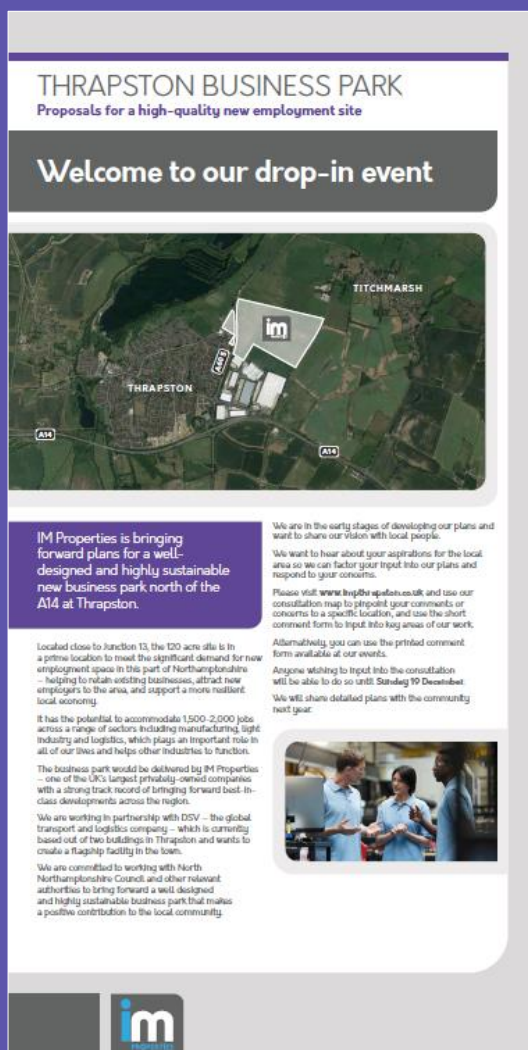 THRAPSTON BUSINESS PARK
Proposals for a high-quality new employment site
Welcome to our drop-in event
TITCHMARSH
im
A605
THRAPSTON
A14
A14
IM Properties is bringing
forward plans for a well-
designed and highly sustainable
new business park north of the
A14 at Thrapston.
Located close to Junction 13, the 120 acre site is in
a prime location to meet the significant demand for new
employment space in this part of Northamptonshire
– helping to retain existing businesses, attract new
employers to the area, and support a more resilient
local economy.
It has the potential to accommodate 1,500-2,000 jobs
across a range of sectors including manufacturing, light
industry and logistics, which plays an important role in
all of our lives and helps other industries to function.
The business park would be delivered by IM Properties
– one of the UK's largest privately-owned companies
with a strong track record of bringing forward best-in-
class developments across the region.
We are working in partnership with DSV – the global
transport and logistics company – which is currently
based out of two buildings in Thrapston and wants to
create a flagship facility in the town.
We are committed to working with North
Northamptonshire Council and other relevant
authorities to bring forward a well designed
and highly sustainable business park that makes
a positive contribution to the local community.
We are in the early stages of developing our plans and
want to share our vision with local people.
We want to hear about your aspirations for the local
area so we can factor your input into our plans and
respond to your concerns.
Please visit www.impthrapston.co.uk and use our
consultation map to pinpoint your comments or
concerns to a specific location, and use the short
comment form to input into key areas of our work.
Alternatively, you can use the printed comment
form available at our events.
Anyone wishing to input into the consultation
will be able to do so until Sunday 19 December.
We will share detailed plans with the community
next year.
im
PROPERTIES